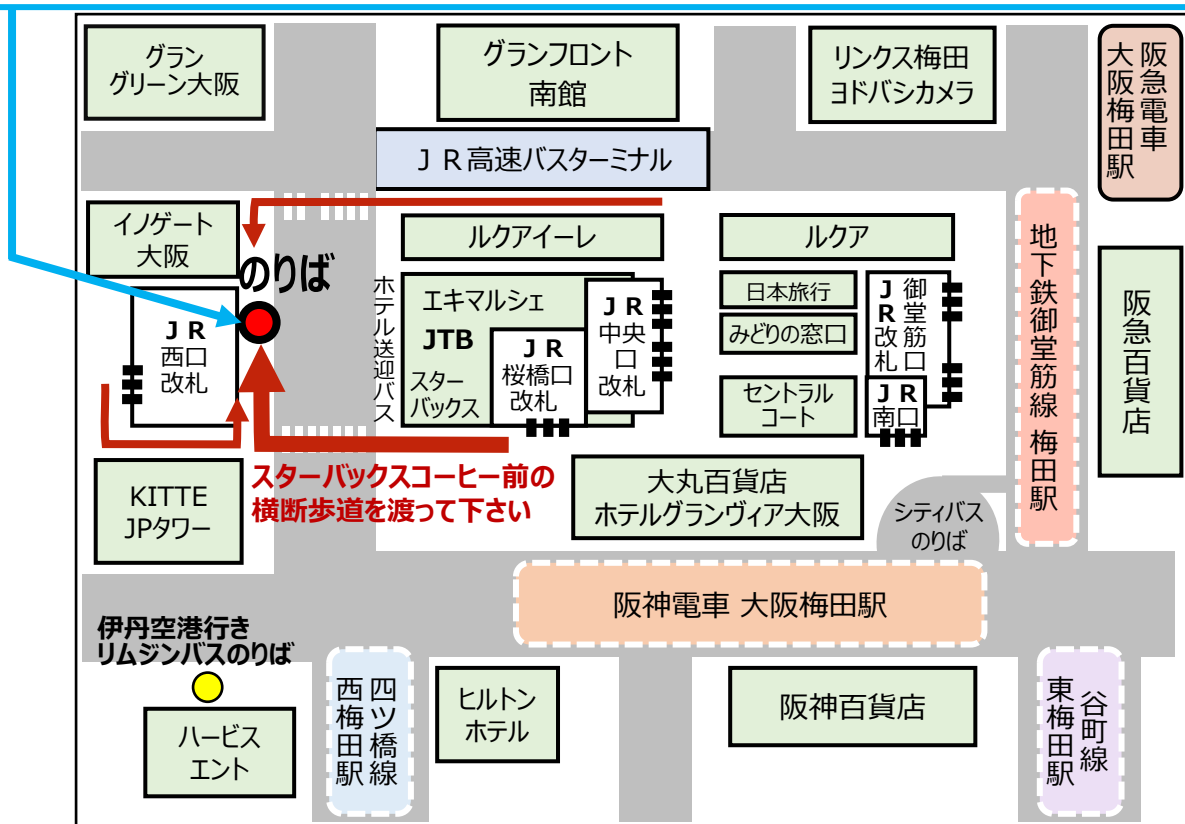 グラン
グリーン大阪
グランフロント
南館
リンクス梅田
ヨドバシカメラ
阪急電車
大阪梅田駅
ＪＲ高速バスターミナル
イノゲート
大阪
のりば
ルクアイーレ
ルクア
ホテル送迎バス
エキマルシェ
JTB
スター
バックス
ＪＲ
桜橋口
改札
ＪＲ
中央
口
改札
日本旅行
みどりの窓口
セントラル
コート
御堂筋口
ＪＲ改札
ＪＲ
南口
地下鉄御堂筋線 梅田駅
阪急百貨店
ＪＲ
西口
改札
KITTE
JPタワー
スターバックスコーヒー前の
横断歩道を渡って下さい
大丸百貨店
ホテルグランヴィア大阪
シティバス
のりば
阪神電車 大阪梅田駅
伊丹空港行き
リムジンバスのりば
ハービス
エント
四ツ橋線
西梅田駅
ヒルトン
ホテル
阪神百貨店
谷町線
東梅田駅